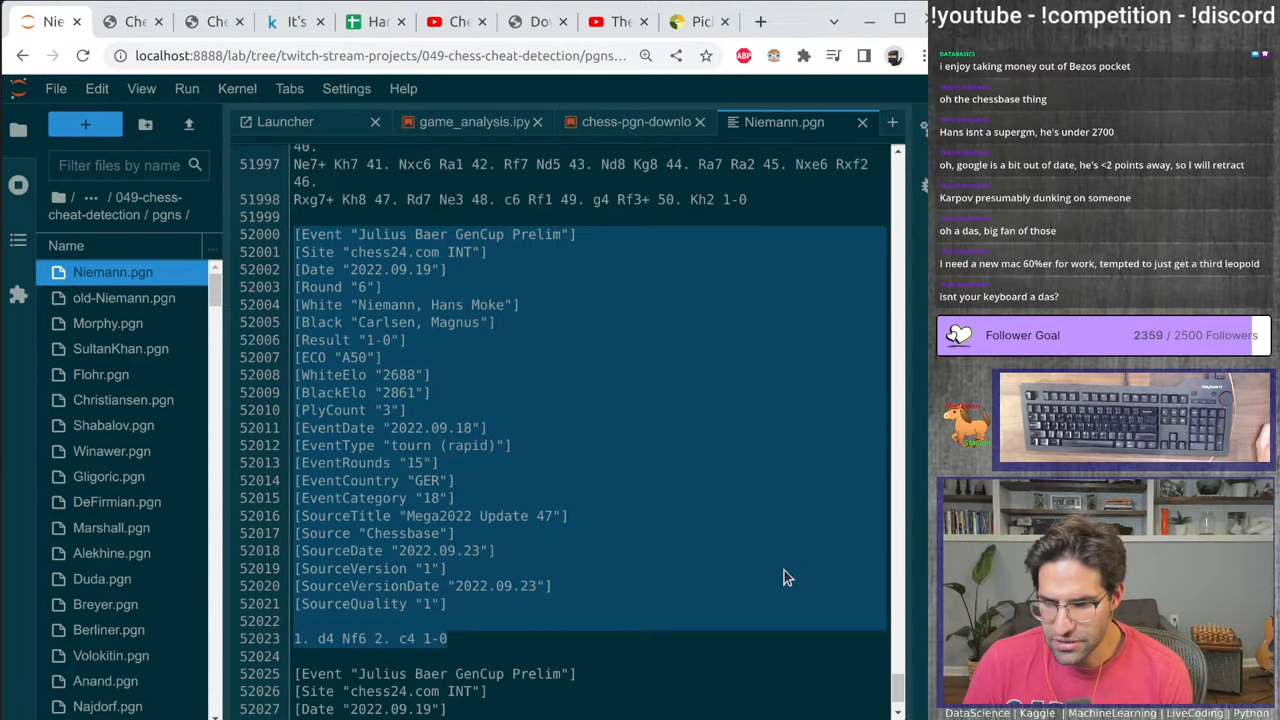 Nie
Che
Che
It's
Har
Che
Dov
The
Pic
!youtube - !competition - !discord
localhost:8888/lab/tree/twitch-stream-projects/049-chess-cheat-detection/pgns...
ABP
File Edit View Run Kernel Tabs Settings Help
Launcher
game_analysis.ipy
chess-pgn-downlo
Niemann.pgn
Filter files by name
/ ... / 049-chess-cheat-detection / pgns /
Name
Niemann.pgn
old-Niemann.pgn
Morphy.pgn
SultanKhan.pgn
Flohr.pgn
Christiansen.pgn
Shabalov.pgn
Winawer.pgn
Gligoric.pgn
DeFirmian.pgn
Marshall.pgn
Alekhine.pgn
Duda.pgn
Breyer.pgn
Berliner.pgn
Volokitin.pgn
Anand.pgn
Najdorf.pgn
40.
51997 Ne7+ Kh7 41. Nxc6 Ra1 42. Rf7 Nd5 43. Nd8 Kg8 44. Ra7 Ra2 45. Nxe6 Rxf2
46.
51998 Rxg7+ Kh8 47. Rd7 Ne3 48. c6 Rf1 49. g4 Rf3+ 50. Kh2 1-0
51999
52000 [Event "Julius Baer GenCup Prelim"]
52001 [Site "chess24.com INT"]
52002 [Date "2022.09.19"]
52003 [Round "6"]
52004 [White "Niemann, Hans Moke"]
52005 [Black "Carlsen, Magnus"]
52006 [Result "1-0"]
52007 [ECO "A50"]
52008 [WhiteElo "2688"]
52009 [BlackElo "2861"]
52010 [PlyCount "3"]
52011 [EventDate "2022.09.18"]
52012 [EventType "tourn (rapid)"]
52013 [EventRounds "15"]
52014 [EventCountry "GER"]
52015 [EventCategory "18"]
52016 [SourceTitle "Mega2022 Update 47"]
52017 [Source "Chessbase"]
52018 [SourceDate "2022.09.23"]
52019 [SourceVersion "1"]
52020 [SourceVersionDate "2022.09.23"]
52021 [SourceQuality "1"]
52022
52023 1. d4 Nf6 2. c4 1-0
52024
52025 [Event "Julius Baer GenCup Prelim"]
52026 [Site "chess24.com INT"]
52027 [Date "2022.09.19"]
DATABASICS
i enjoy taking money out of Bezos pocket
oh the chessbase thing
Hans isnt a supergm, he's under 2700
oh, google is a bit out of date, he's <2 points away, so I will retract
Karpov presumably dunking on someone
oh a das, big fan of those
I need a new mac 60%er for work, tempted to just get a third leopold
isnt your keyboard a das?
Follower Goal 2359 / 2500 Followers
DataScience | Kaggle | MachineLearning | LiveCoding | Python